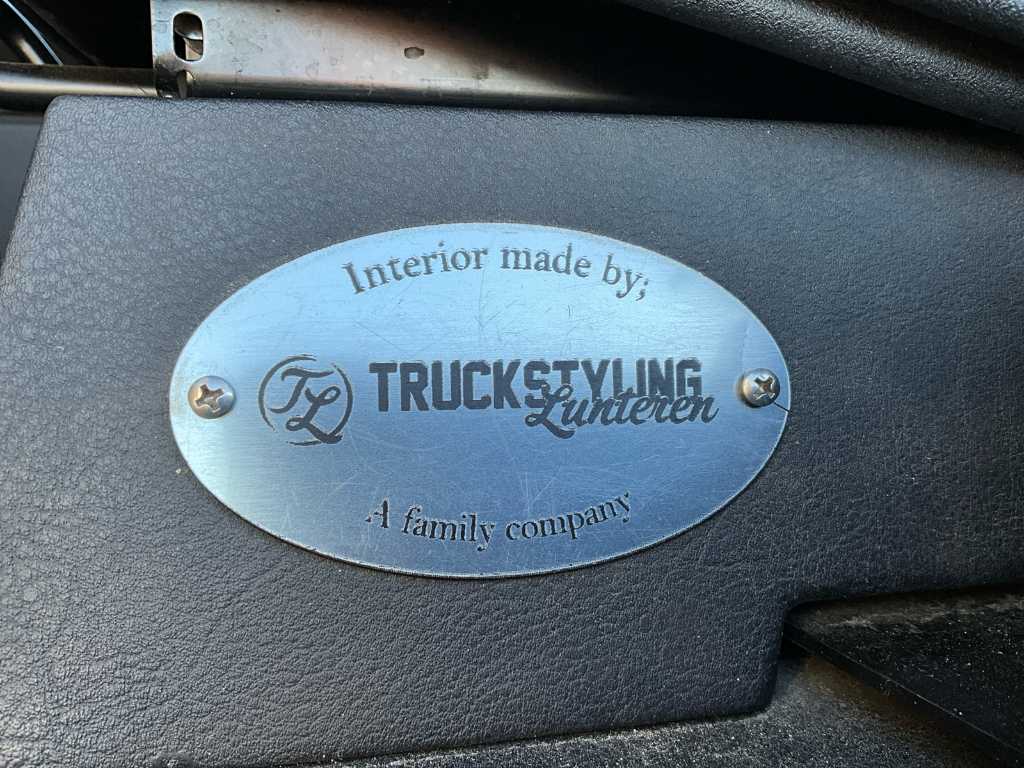 Interior made by;
TL TRUCKSTYLING
Lunteren
A family company